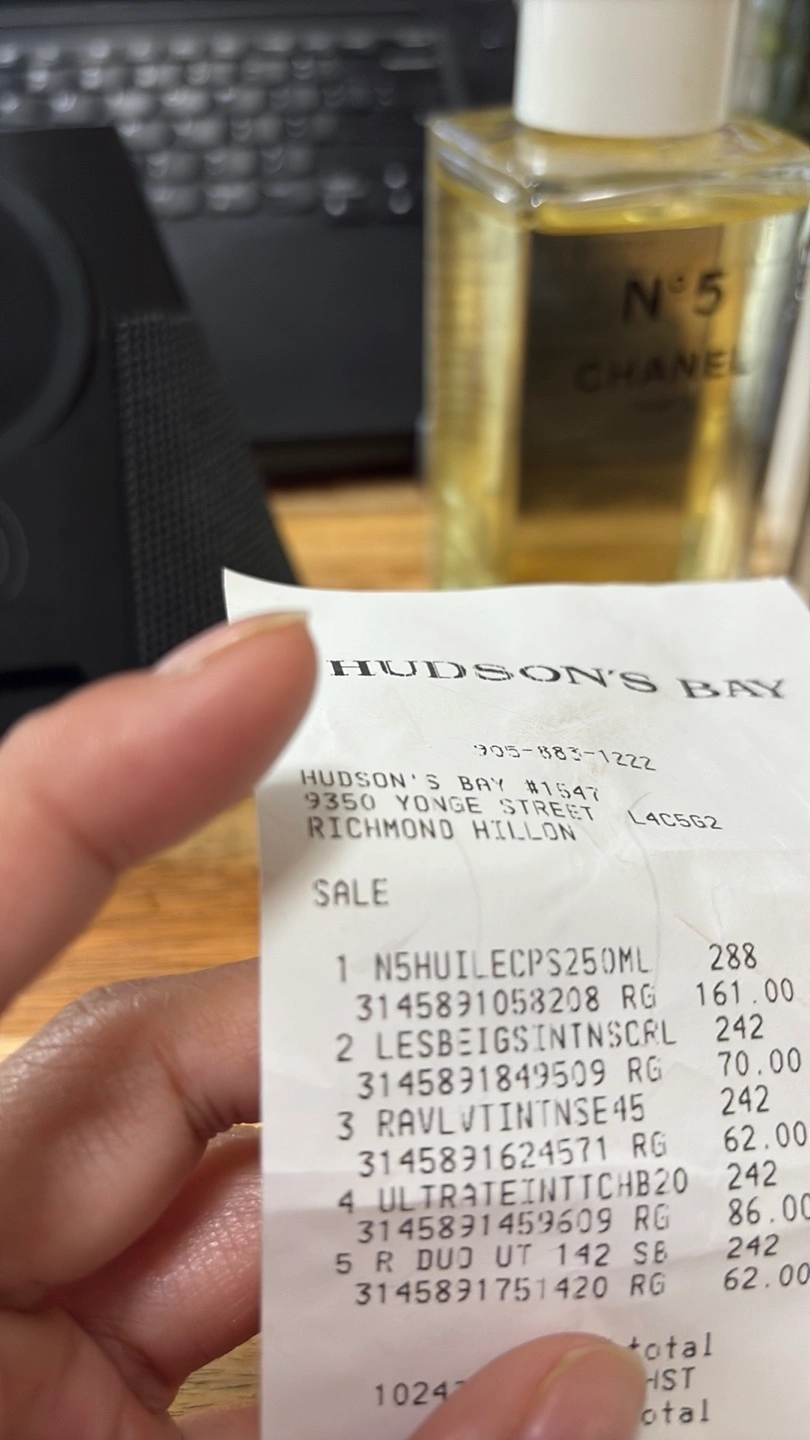 N°5
CHANEL
HUDSON'S BAY
905-883-1222
HUDSON'S BAY #1547
9350 YONGE STREET L4C5G2
RICHMOND HILLON
SALE
1 N5HUILECPS250ML 288
3145891058208 RG 161.00
2 LESBEIGSINTNSCRL 242
3145891849509 RG 70.00
3 RAVLVTINTNSE45 242
3145891624571 RG 62.00
4 ULTRATEINTTCHB20 242
3145891459609 RG 86.00
5 R DUO UT 142 SB 242
3145891751420 RG 62.00
total
HST
otal